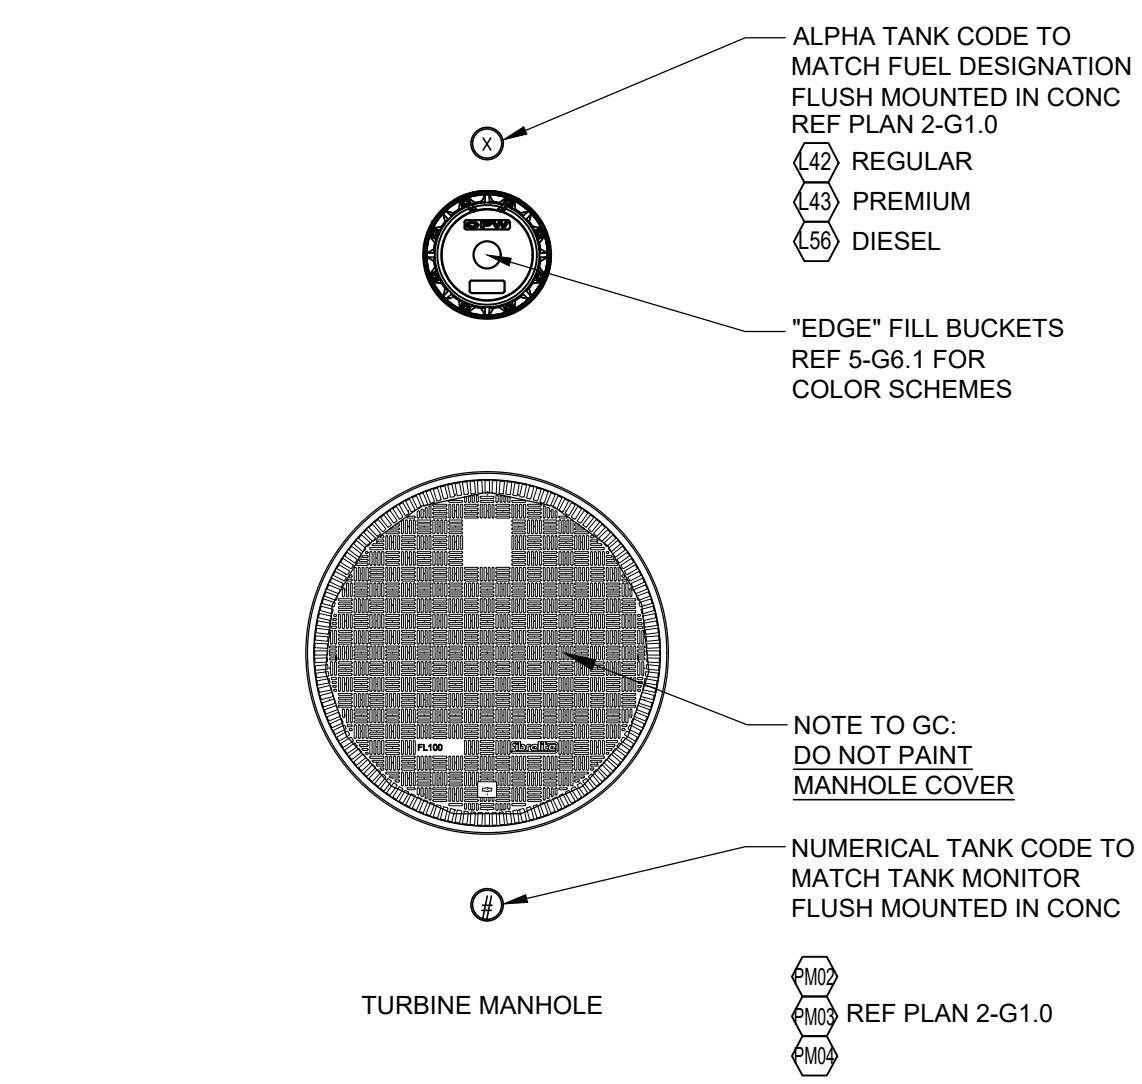 ALPHA TANK CODE TO
MATCH FUEL DESIGNATION
FLUSH MOUNTED IN CONC
REF PLAN 2-G1.0
X
L42 REGULAR
L43 PREMIUM
L56 DIESEL
OPW
"EDGE" FILL BUCKETS
REF 5-G6.1 FOR
COLOR SCHEMES
NOTE TO GC:
DO NOT PAINT
MANHOLE COVER
FL100
fibrelite
NUMERICAL TANK CODE TO
MATCH TANK MONITOR
FLUSH MOUNTED IN CONC
#
TURBINE MANHOLE
PM02
PM03 REF PLAN 2-G1.0
PM04